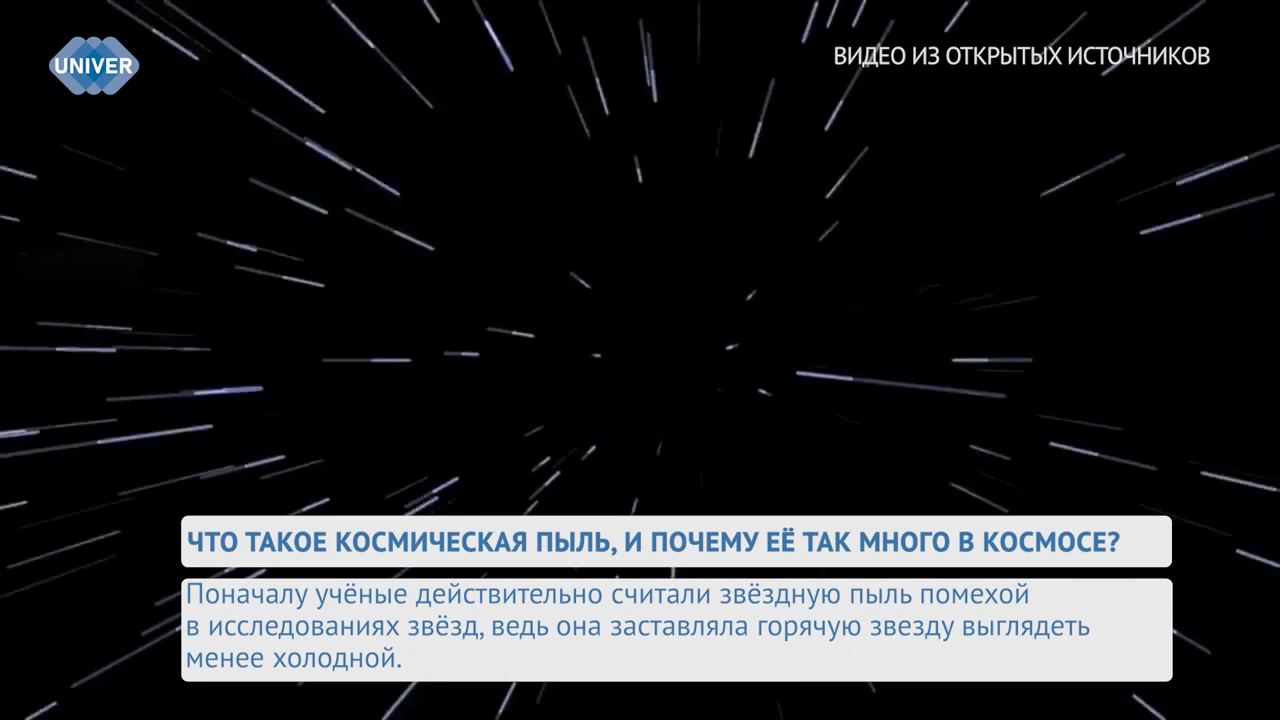 UNIVER
ВИДЕО ИЗ ОТКРЫТЫХ ИСТОЧНИКОВ
ЧТО ТАКОЕ КОСМИЧЕСКАЯ ПЫЛЬ, И ПОЧЕМУ ЕЁ ТАК МНОГО В КОСМОСЕ?
Поначалу учёные действительно считали звёздную пыль помехой
в исследованиях звёзд, ведь она заставляла горячую звезду выглядеть
менее холодной.